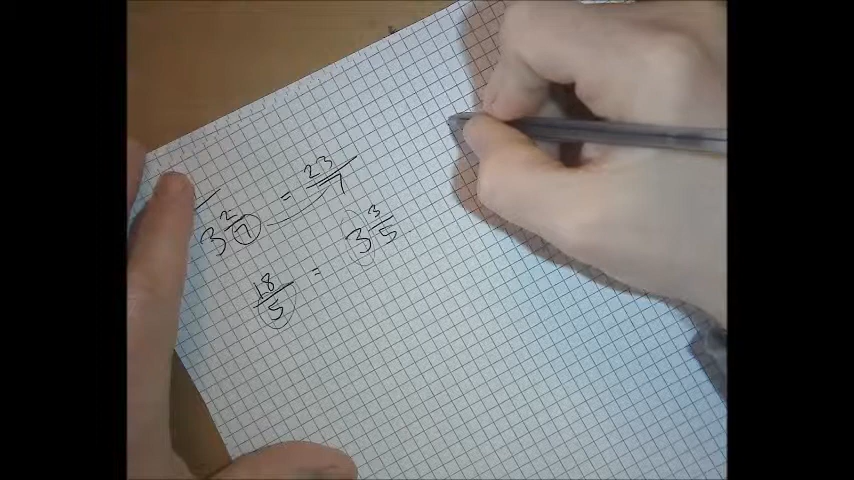 3 2/7 = 23/7
18/5 = 3 3/5